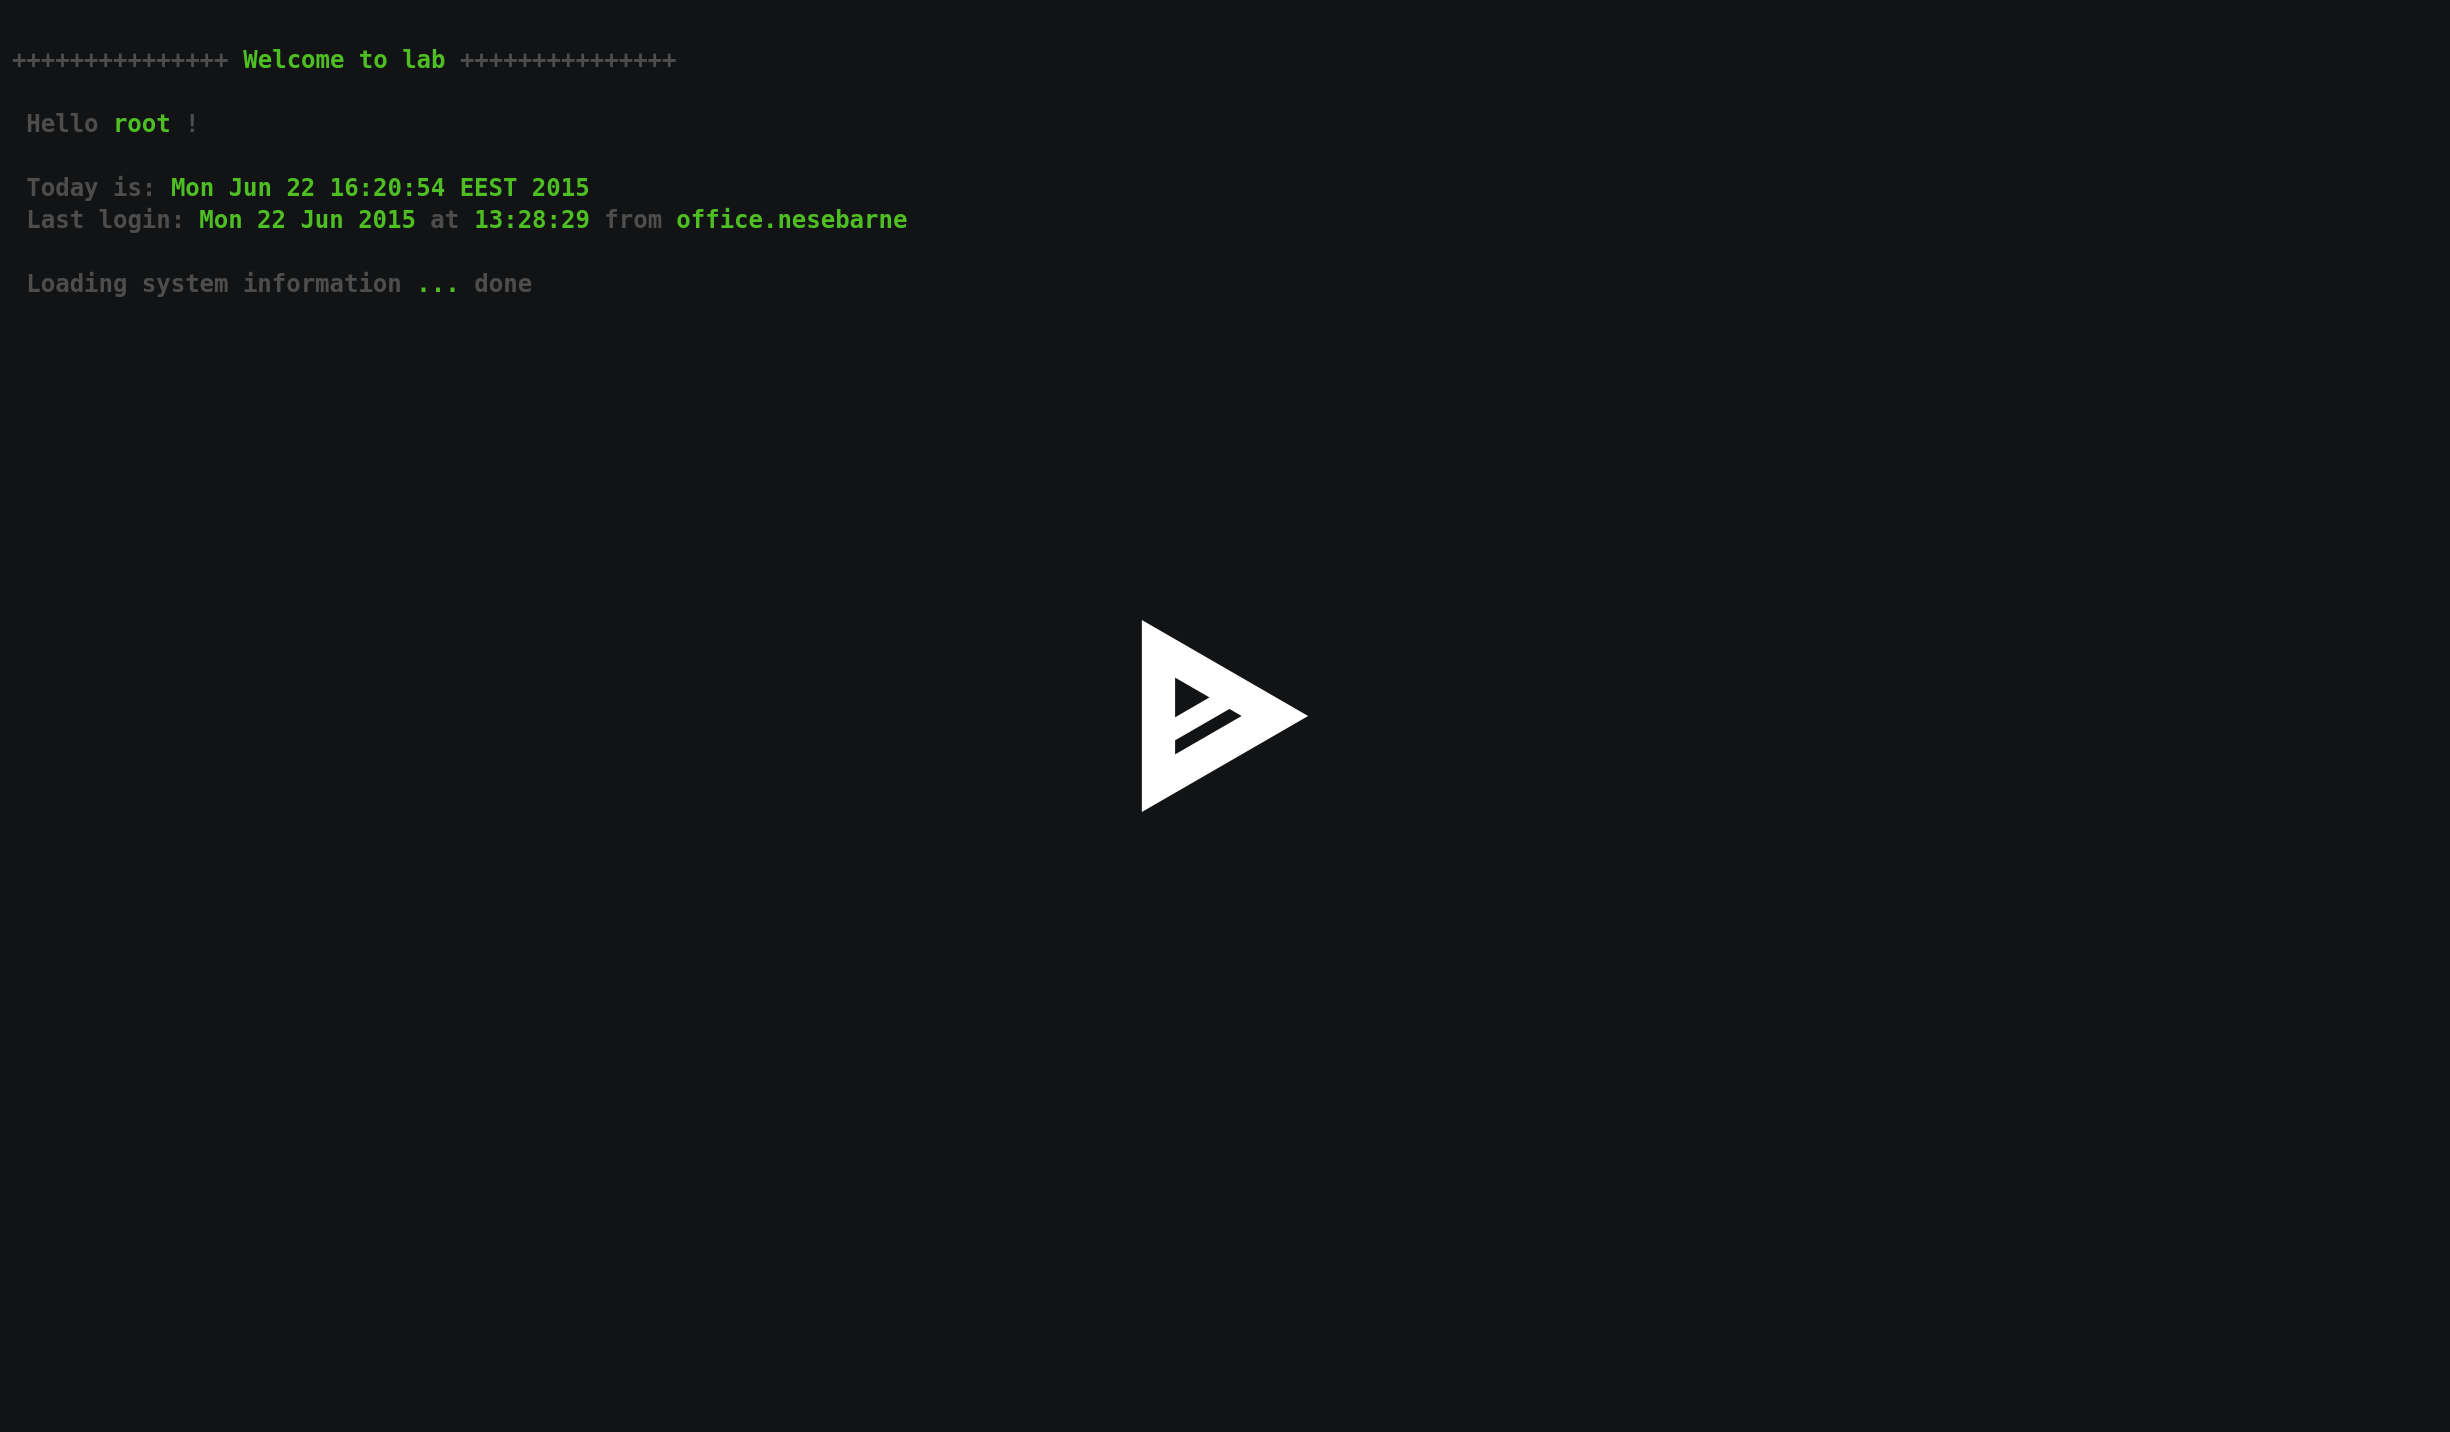 +++++++++++++++ Welcome to lab +++++++++++++++
Hello root !
Today is: Mon Jun 22 16:20:54 EEST 2015
Last login: Mon 22 Jun 2015 at 13:28:29 from office.nesebarne
Loading system information ... done